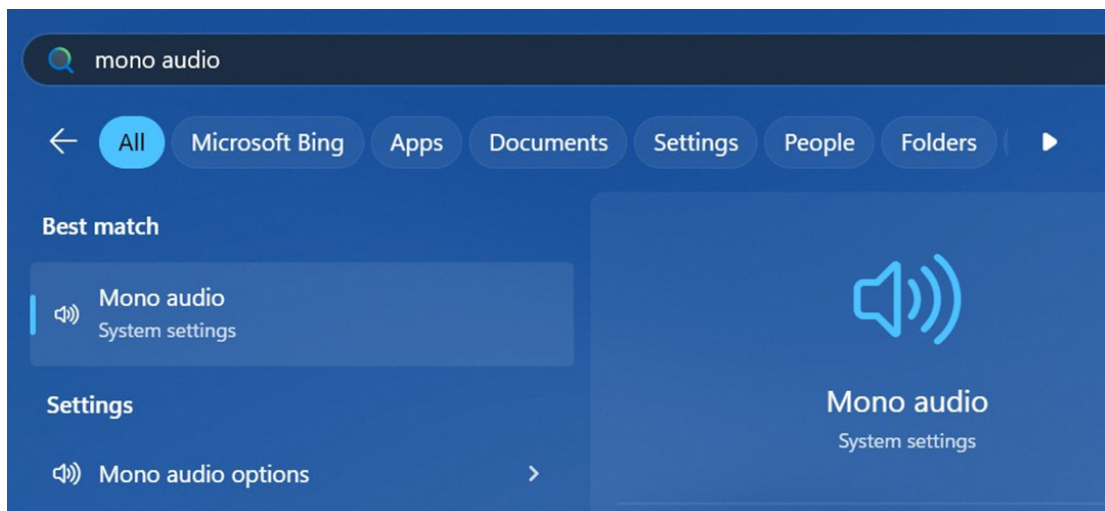 mono audio
All Microsoft Bing Apps Documents Settings People Folders
Best match
Mono audio
System settings
Settings
Mono audio options
Mono audio
System settings